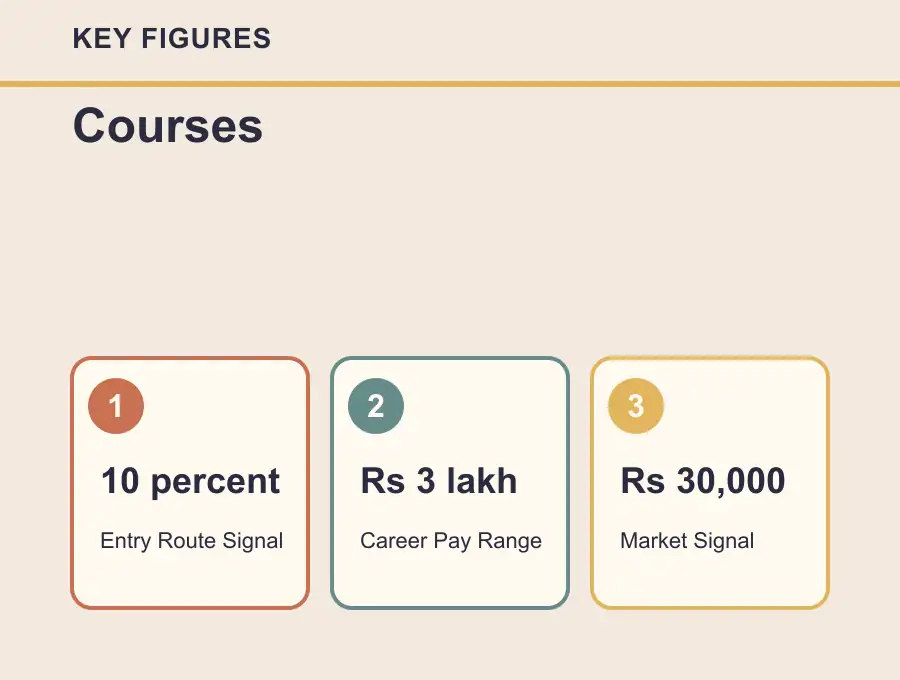 KEY FIGURES
Courses
1
10 percent
Entry Route Signal
2
Rs 3 lakh
Career Pay Range
3
Rs 30,000
Market Signal